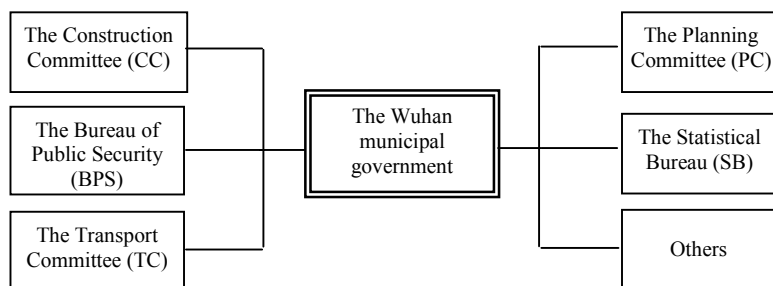 The Construction
Committee (CC)
The Bureau of
Public Security
(BPS)
The Transport
Committee (TC)
The Wuhan
municipal
government
The Planning
Committee (PC)
The Statistical
Bureau (SB)
Others